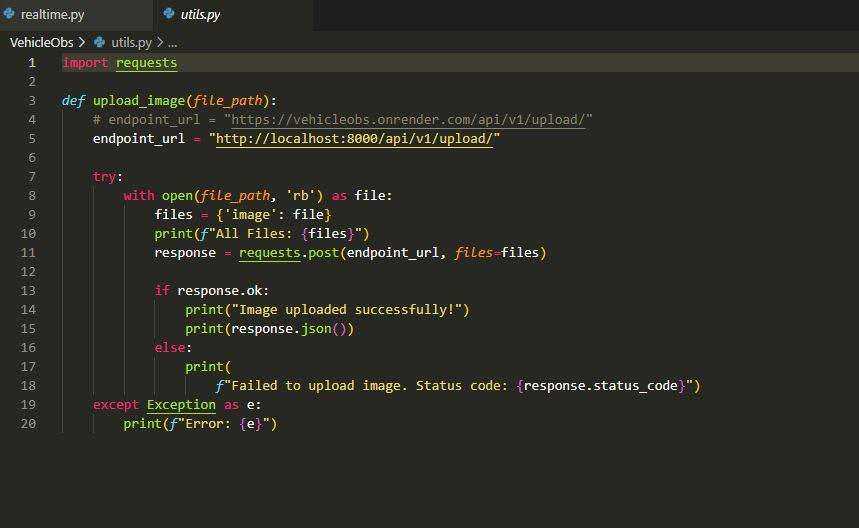 realtime.py utils.py
VehicleObs > utils.py > ...
1 import requests
2
3 def upload_image(file_path):
4     # endpoint_url = "https://vehicleobs.onrender.com/api/v1/upload/"
5     endpoint_url = "http://localhost:8000/api/v1/upload/"
6
7     try:
8         with open(file_path, 'rb') as file:
9             files = {'image': file}
10             print(f"All Files: {files}")
11             response = requests.post(endpoint_url, files=files)
12
13             if response.ok:
14                 print("Image uploaded successfully!")
15                 print(response.json())
16             else:
17                 print(
18                     f"Failed to upload image. Status code: {response.status_code}")
19     except Exception as e:
20         print(f"Error: {e}")